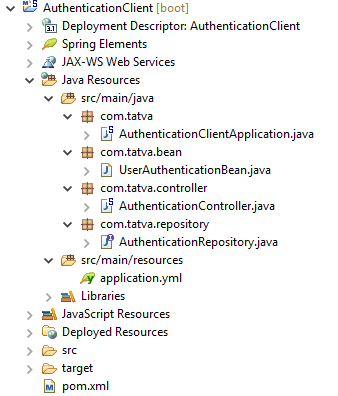 AuthenticationClient [boot]
Deployment Descriptor: AuthenticationClient
Spring Elements
JAX-WS Web Services
Java Resources
src/main/java
com.tatva
AuthenticationClientApplication.java
com.tatva.bean
UserAuthenticationBean.java
com.tatva.controller
AuthenticationController.java
com.tatva.repository
AuthenticationRepository.java
src/main/resources
application.yml
Libraries
JavaScript Resources
Deployed Resources
src
target
pom.xml